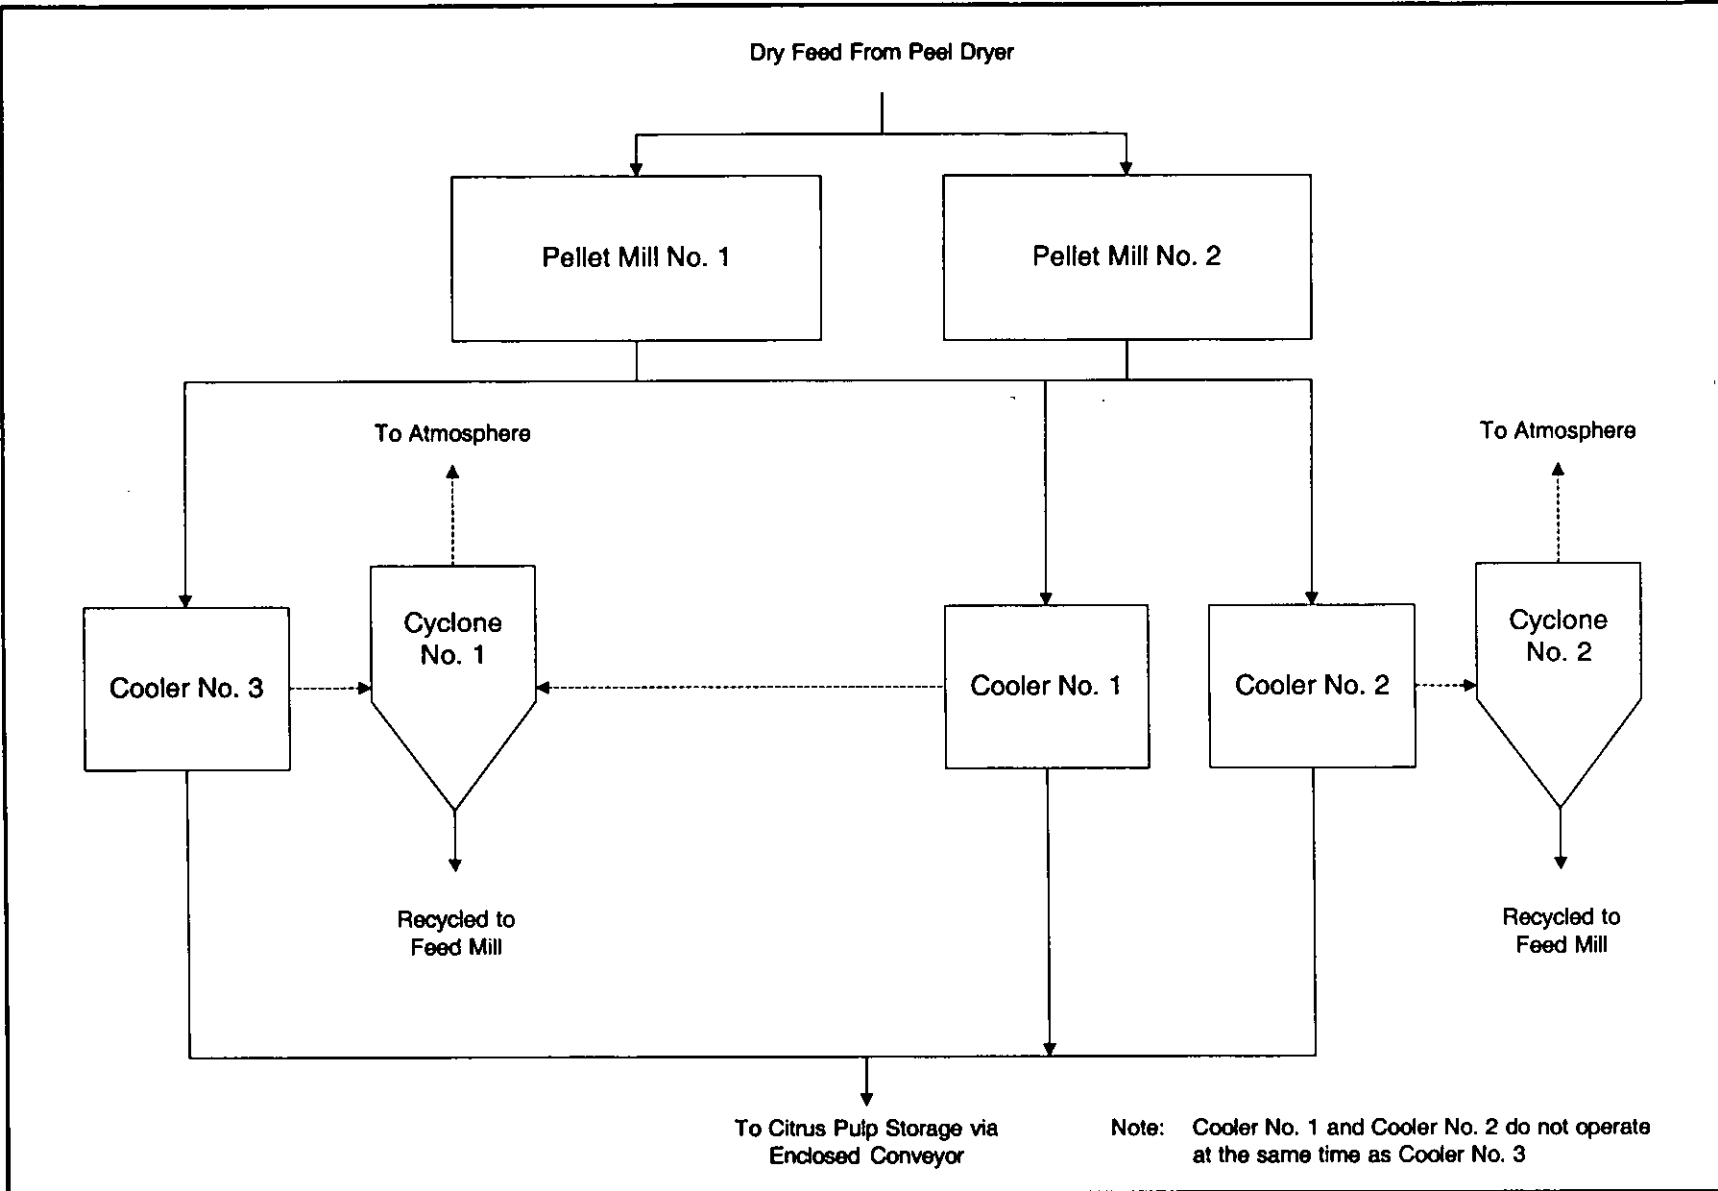 Dry Feed From Peel Dryer
Pellet Mill No. 1
Pellet Mill No. 2
To Atmosphere
To Atmosphere
Cyclone
No. 1
Cyclone
No. 2
Cooler No. 3
Cooler No. 1
Cooler No. 2
Recycled to
Feed Mill
Recycled to
Feed Mill
To Citrus Pulp Storage via
Enclosed Conveyor
Note: Cooler No. 1 and Cooler No. 2 do not operate
at the same time as Cooler No. 3